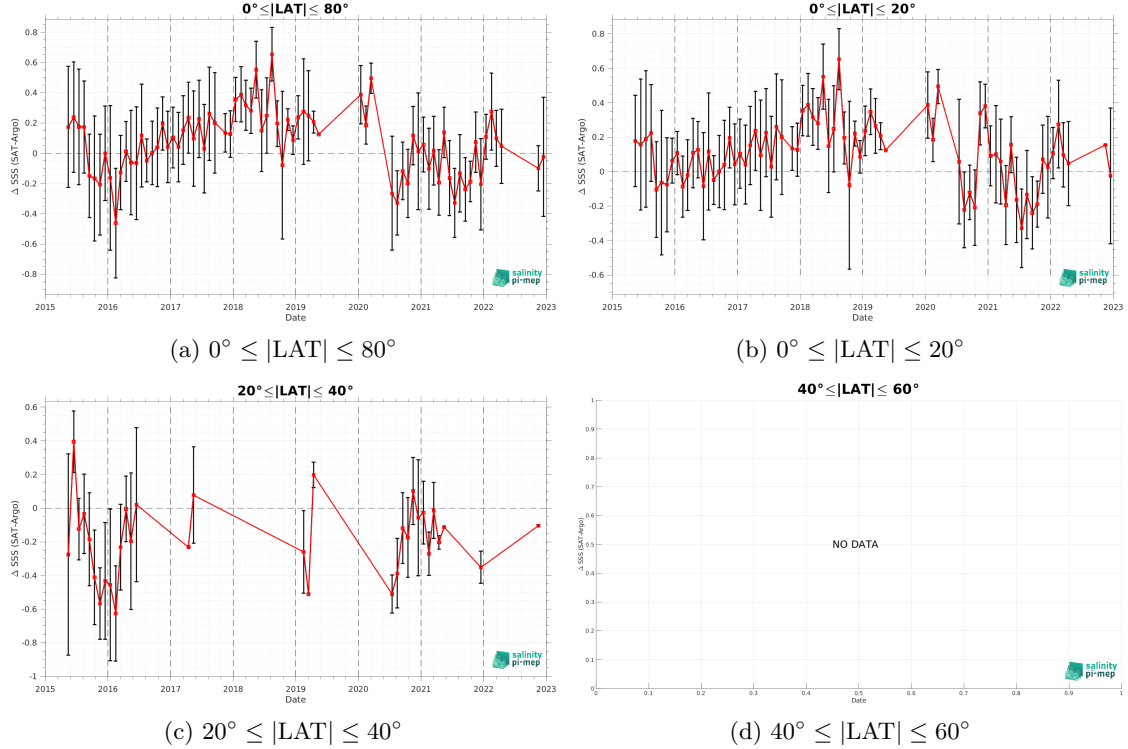 0°≤|LAT|≤ 80°
Δ SSS (SAT-Argo)
0.8
0.6
0.4
0.2
0
-0.2
-0.4
-0.6
-0.8
2015 2016 2017 2018 2019 2020 2021 2022 2023
Date
salinity
pi-mep
(a) 0° ≤ |LAT| ≤ 80°
0°≤|LAT|≤ 20°
Δ SSS (SAT-Argo)
0.8
0.6
0.4
0.2
0
-0.2
-0.4
-0.6
2015 2016 2017 2018 2019 2020 2021 2022 2023
Date
salinity
pi-mep
(b) 0° ≤ |LAT| ≤ 20°
20°≤|LAT|≤ 40°
Δ SSS (SAT-Argo)
0.6
0.4
0.2
0
-0.2
-0.4
-0.6
-0.8
-1
2015 2016 2017 2018 2019 2020 2021 2022 2023
Date
salinity
pi-mep
(c) 20° ≤ |LAT| ≤ 40°
40°≤|LAT|≤ 60°
Δ SSS (SAT-Argo)
1
0.9
0.8
0.7
0.6
0.5
0.4
0.3
0.2
0.1
0
NO DATA
0 0.1 0.2 0.3 0.4 0.5 0.6 0.7 0.8 0.9 1
Date
salinity
pi-mep
(d) 40° ≤ |LAT| ≤ 60°